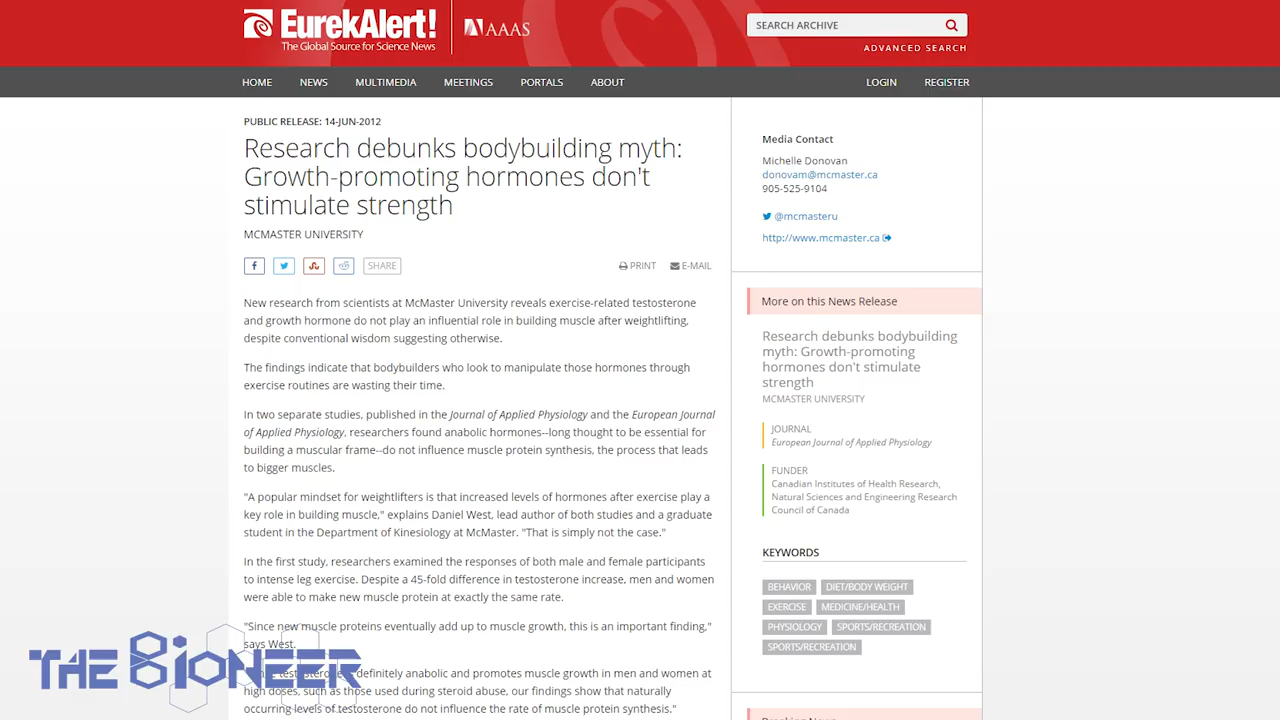 EurekAlert!
The Global Source for Science News
AAAS
SEARCH ARCHIVE
ADVANCED SEARCH
HOME NEWS MULTIMEDIA MEETINGS PORTALS ABOUT LOGIN REGISTER
PUBLIC RELEASE: 14-JUN-2012
Research debunks bodybuilding myth:
Growth-promoting hormones don't
stimulate strength
MCMASTER UNIVERSITY
SHARE
PRINT E-MAIL
New research from scientists at McMaster University reveals exercise-related testosterone
and growth hormone do not play an influential role in building muscle after weightlifting,
despite conventional wisdom suggesting otherwise.
The findings indicate that bodybuilders who look to manipulate those hormones through
exercise routines are wasting their time.
In two separate studies, published in the Journal of Applied Physiology and the European Journal
of Applied Physiology, researchers found anabolic hormones--long thought to be essential for
building a muscular frame--do not influence muscle protein synthesis, the process that leads
to bigger muscles.
"A popular mindset for weightlifters is that increased levels of hormones after exercise play a
key role in building muscle," explains Daniel West, lead author of both studies and a graduate
student in the Department of Kinesiology at McMaster. "That is simply not the case."
In the first study, researchers examined the responses of both male and female participants
to intense leg exercise. Despite a 45-fold difference in testosterone increase, men and women
were able to make new muscle protein at exactly the same rate.
"Since new muscle proteins eventually add up to muscle growth, this is an important finding,"
says West.
definitely anabolic and promotes muscle growth in men and women at
high doses, such as those used during steroid abuse, our findings show that naturally
occurring levels of testosterone do not influence the rate of muscle protein synthesis."
Media Contact
Michelle Donovan
donovam@mcmaster.ca
905-525-9104
@mcmasteru
http://www.mcmaster.ca
More on this News Release
Research debunks bodybuilding
myth: Growth-promoting
hormones don't stimulate
strength
MCMASTER UNIVERSITY
JOURNAL
European Journal of Applied Physiology
FUNDER
Canadian Institutes of Health Research,
Natural Sciences and Engineering Research
Council of Canada
KEYWORDS
BEHAVIOR DIET/BODY WEIGHT
EXERCISE MEDICINE/HEALTH
PHYSIOLOGY SPORTS/RECREATION
SPORTS/RECREATION
THE BIONEER